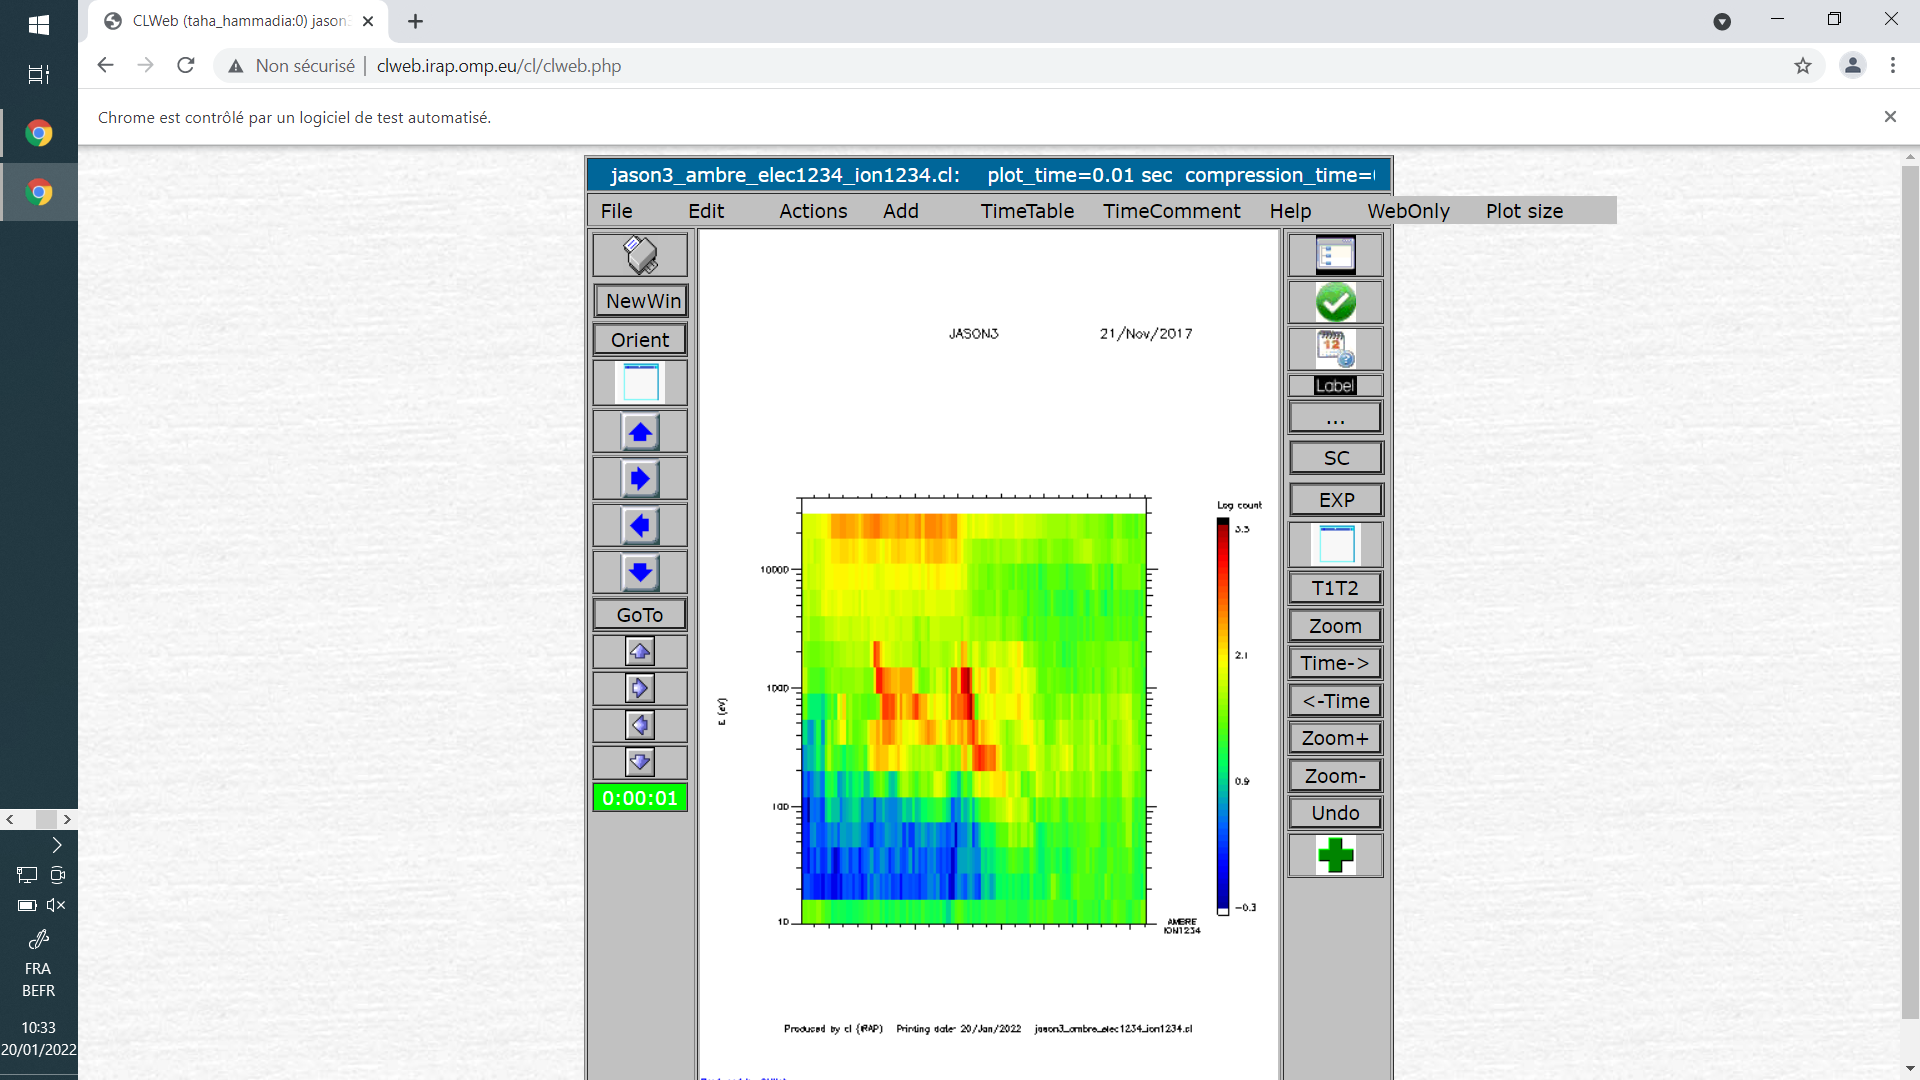 CLWeb (taha_hammadia:0) jason3
Non sécurisé | clweb.irap.omp.eu/cl/clweb.php
Chrome est contrôlé par un logiciel de test automatisé.
jason3_ambre_elec1234_ion1234.cl: plot_time=0.01 sec compression_time=
File Edit Actions Add TimeTable TimeComment Help WebOnly Plot size
NewWin
Orient
GoTo
0:00:01
JASON3 21/Nov/2017
Log count
3.3
2.1
0.9
-0.3
10000
1000
100
10
E (eV)
AMBRE
ION1234
Produced by cl (IRAP) Printing date: 20/Jan/2022 jason3_ambre_elec1234_ion1234.cl
12
Label
...
SC
EXP
T1T2
Zoom
Time->
<-Time
Zoom+
Zoom-
Undo
FRA
BEFR
10:33
20/01/2022